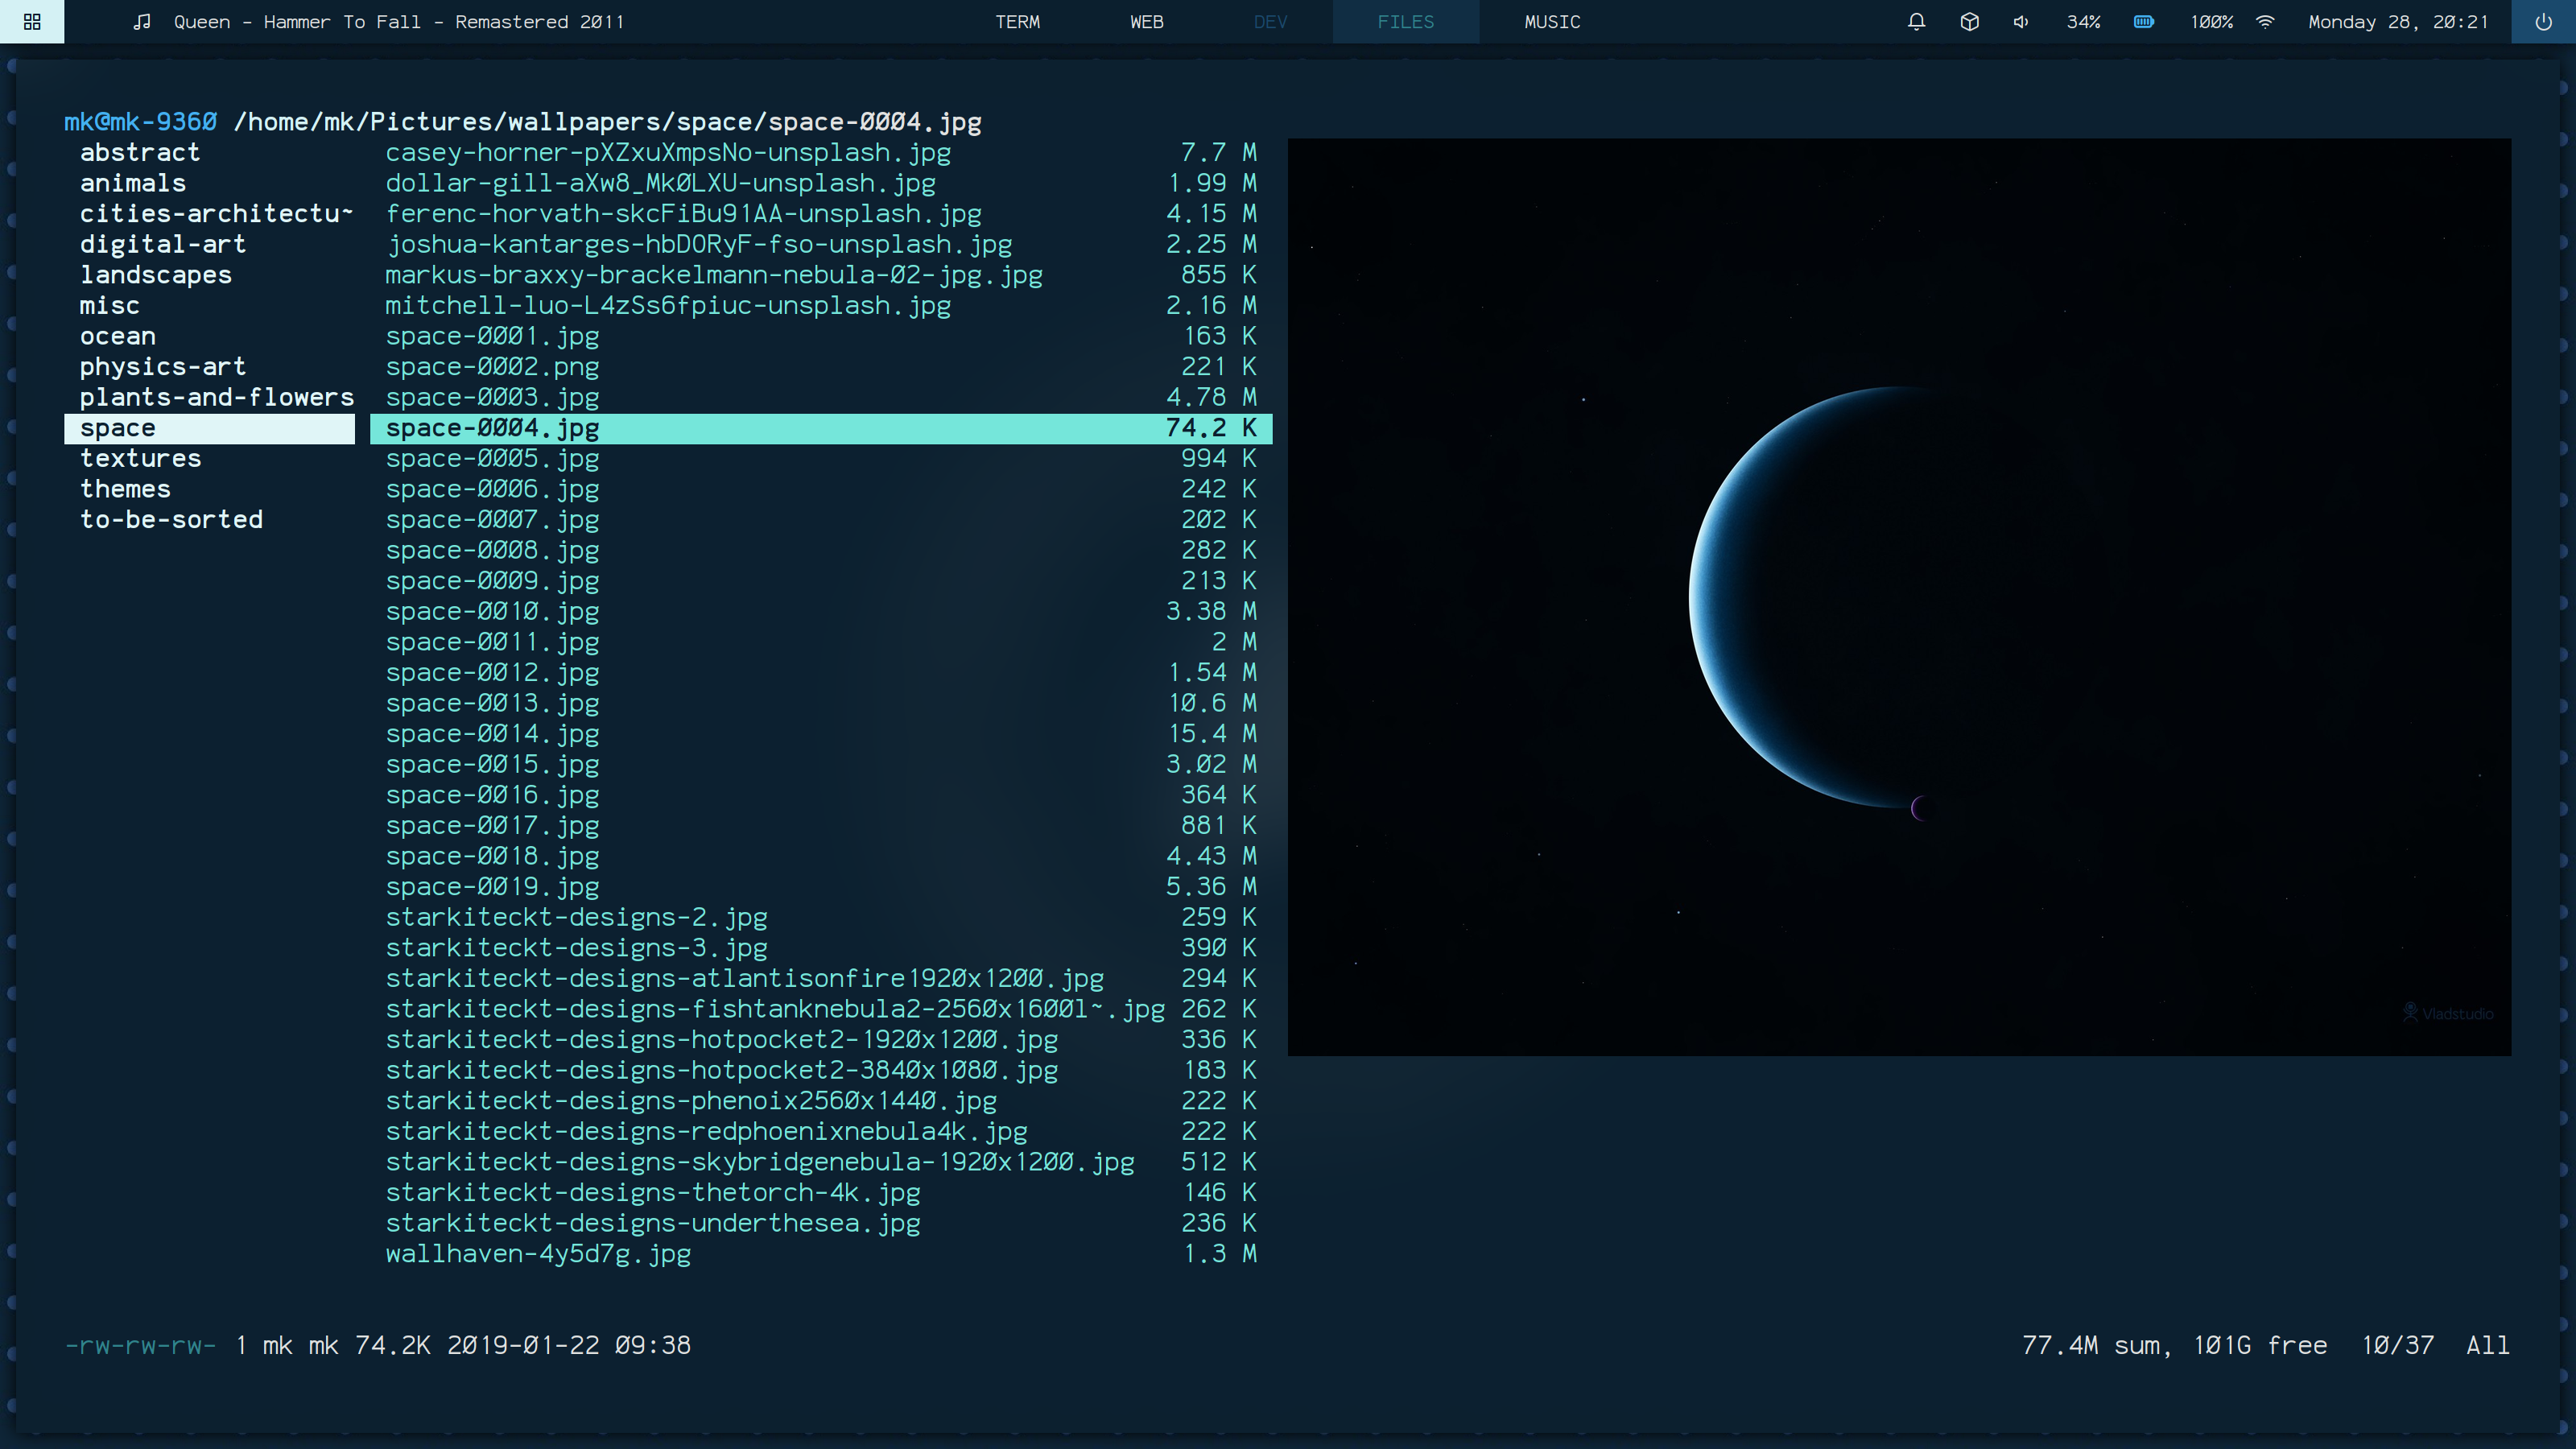 Queen - Hammer To Fall - Remastered 2011 TERM WEB DEV FILES MUSIC 34% 100% Monday 28, 20:21
mk@mk-9360 /home/mk/Pictures/wallpapers/space/space-0004.jpg
abstract casey-horner-pXZxuXmpsNo-unsplash.jpg 7.7 M
animals dollar-gill-aXw8_Mk0LXU-unsplash.jpg 1.99 M
cities-architectu~ ferenc-horvath-skcFiBu91AA-unsplash.jpg 4.15 M
digital-art joshua-kantarges-hbDORyF-fso-unsplash.jpg 2.25 M
landscapes markus-braxxy-brackelmann-nebula-02-jpg.jpg 855 K
misc mitchell-luo-L4zSs6fpiuc-unsplash.jpg 2.16 M
ocean space-0001.jpg 163 K
physics-art space-0002.png 221 K
plants-and-flowers space-0003.jpg 4.78 M
space space-0004.jpg 74.2 K
textures space-0005.jpg 994 K
themes space-0006.jpg 242 K
to-be-sorted space-0007.jpg 202 K
space-0008.jpg 282 K
space-0009.jpg 213 K
space-0010.jpg 3.38 M
space-0011.jpg 2 M
space-0012.jpg 1.54 M
space-0013.jpg 10.6 M
space-0014.jpg 15.4 M
space-0015.jpg 3.02 M
space-0016.jpg 364 K
space-0017.jpg 881 K
space-0018.jpg 4.43 M
space-0019.jpg 5.36 M
starkiteckt-designs-2.jpg 259 K
starkiteckt-designs-3.jpg 390 K
starkiteckt-designs-atlantisonfire1920x1200.jpg 294 K
starkiteckt-designs-fishtanknebula2-2560x1600l~.jpg 262 K
starkiteckt-designs-hotpocket2-1920x1200.jpg 336 K
starkiteckt-designs-hotpocket2-3840x1080.jpg 183 K
starkiteckt-designs-phenoix2560x1440.jpg 222 K
starkiteckt-designs-redphoenixnebula4k.jpg 222 K
starkiteckt-designs-skybridgenebula-1920x1200.jpg 512 K
starkiteckt-designs-thetorch-4k.jpg 146 K
starkiteckt-designs-underthesea.jpg 236 K
wallhaven-4y5d7g.jpg 1.3 M
Vladstudio
-rw-rw-rw- 1 mk mk 74.2K 2019-01-22 09:38 77.4M sum, 101G free 10/37 All